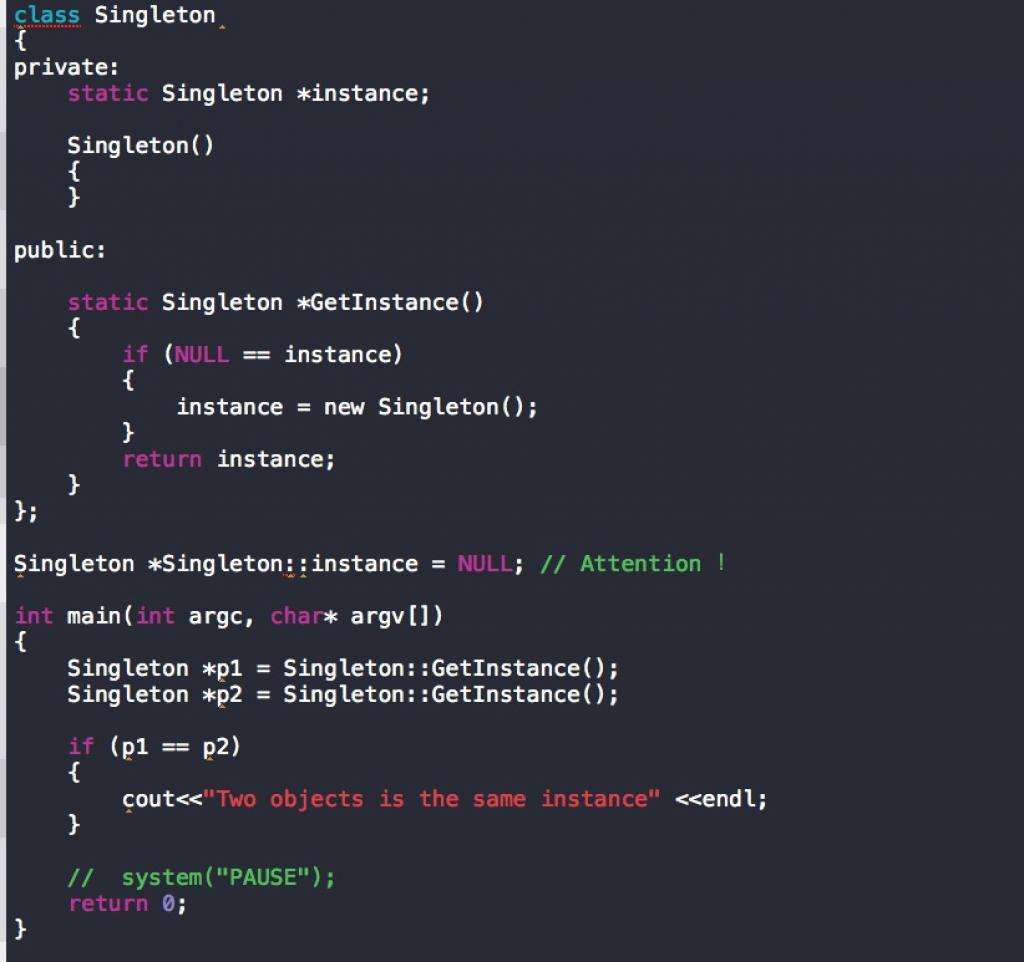 class Singleton
{
private:
    static Singleton *instance;

    Singleton()
    {
    }

public:

    static Singleton *GetInstance()
    {
        if (NULL == instance)
        {
            instance = new Singleton();
        }
        return instance;
    }
};

Singleton *Singleton::instance = NULL; // Attention !

int main(int argc, char* argv[])
{
    Singleton *p1 = Singleton::GetInstance();
    Singleton *p2 = Singleton::GetInstance();

    if (p1 == p2)
    {
        cout<<"Two objects is the same instance" <<endl;
    }

    //  system("PAUSE");
    return 0;
}